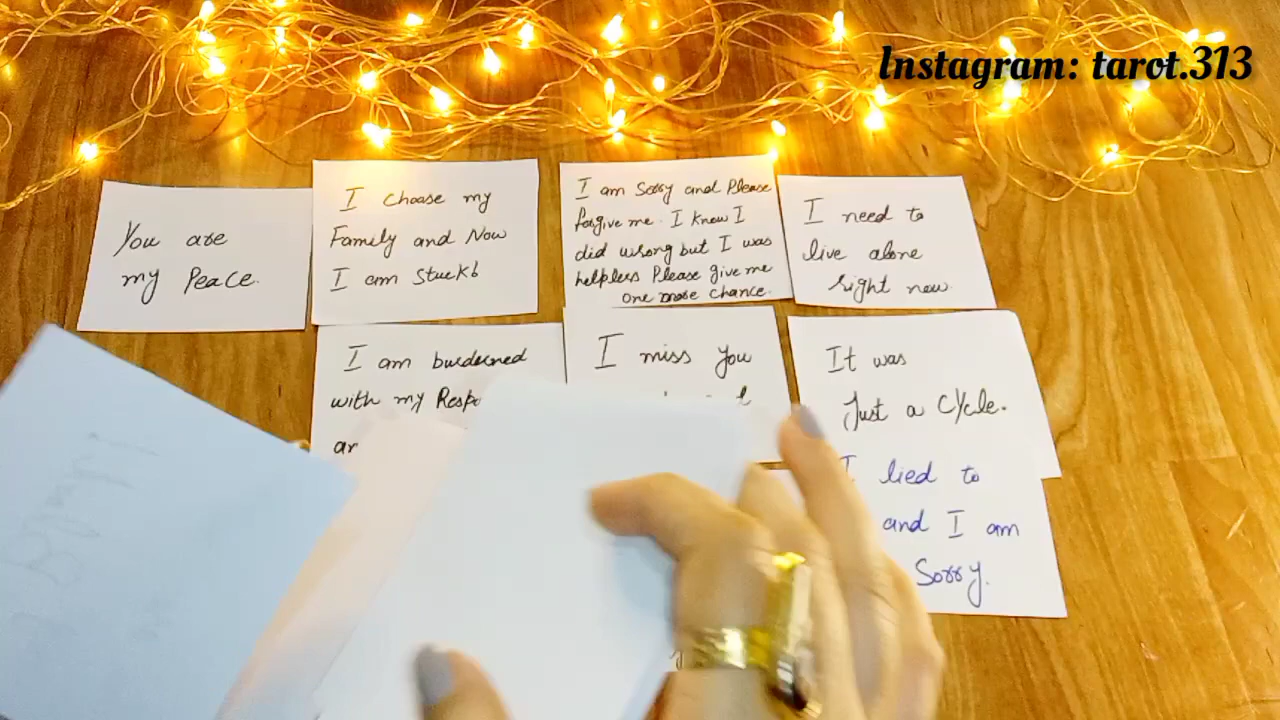 Instagram: tarot.313
You are
my Peace.
I choose my
Family and Now
I am Stuck
I am Sorry and Please
forgive me. I know I
did wrong but I was
helpless Please give me
one more chance.
I need to
live alone
right now.
I am burdened
with my
I miss you
It was
Just a Cycle.
I lied to
and I am
Sorry.